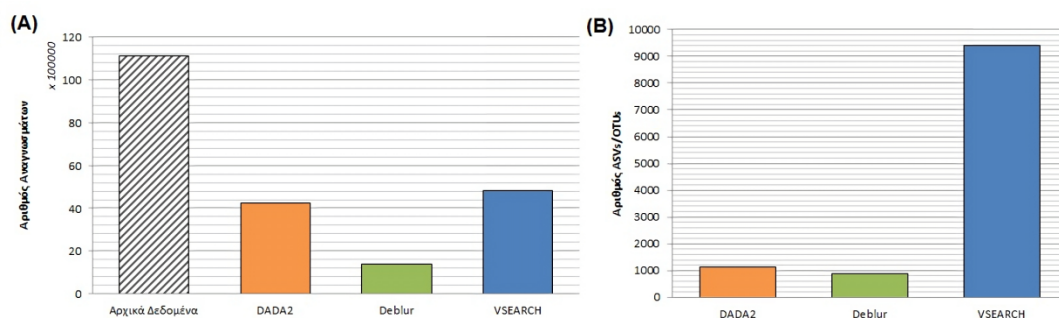 (A)
Αριθμός Αναγνωσμάτων
x 100000
120
100
80
60
40
20
0
Αρχικά Δεδομένα DADA2 Deblur VSEARCH
(B)
Αριθμός ASVs/OTUs
10000
9000
8000
7000
6000
5000
4000
3000
2000
1000
0
DADA2 Deblur VSEARCH